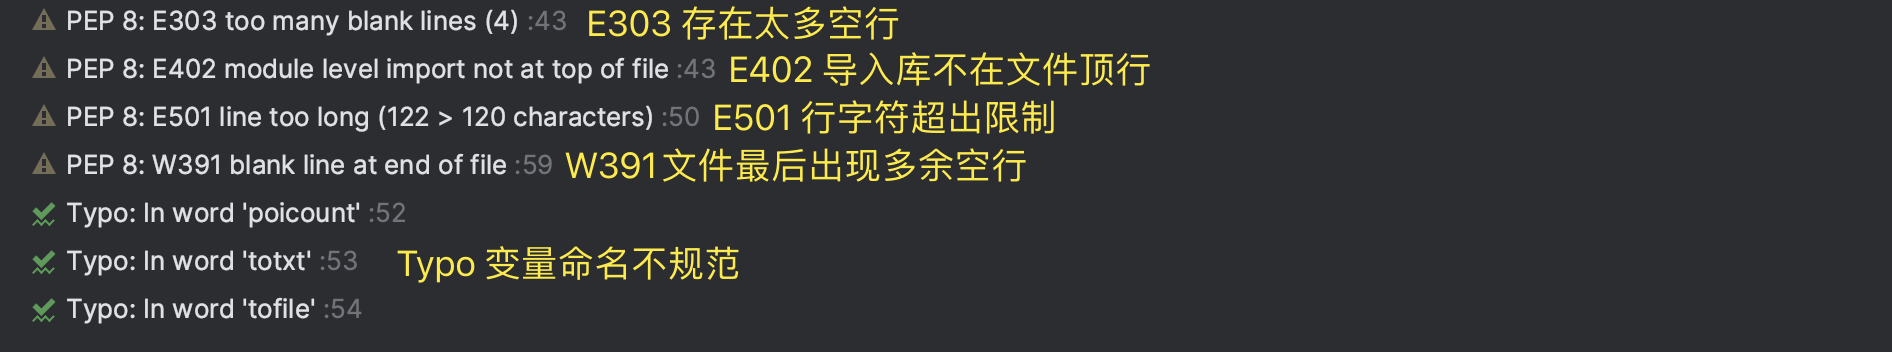 PEP 8: E303 too many blank lines (4) :43 E303 存在太多空行
PEP 8: E402 module level import not at top of file :43 E402 导入库不在文件顶行
PEP 8: E501 line too long (122 > 120 characters) :50 E501 行字符超出限制
PEP 8: W391 blank line at end of file :59 W391文件最后出现多余空行
Typo: In word 'poicount' :52
Typo: In word 'totxt' :53 Typo 变量命名不规范
Typo: In word 'tofile' :54